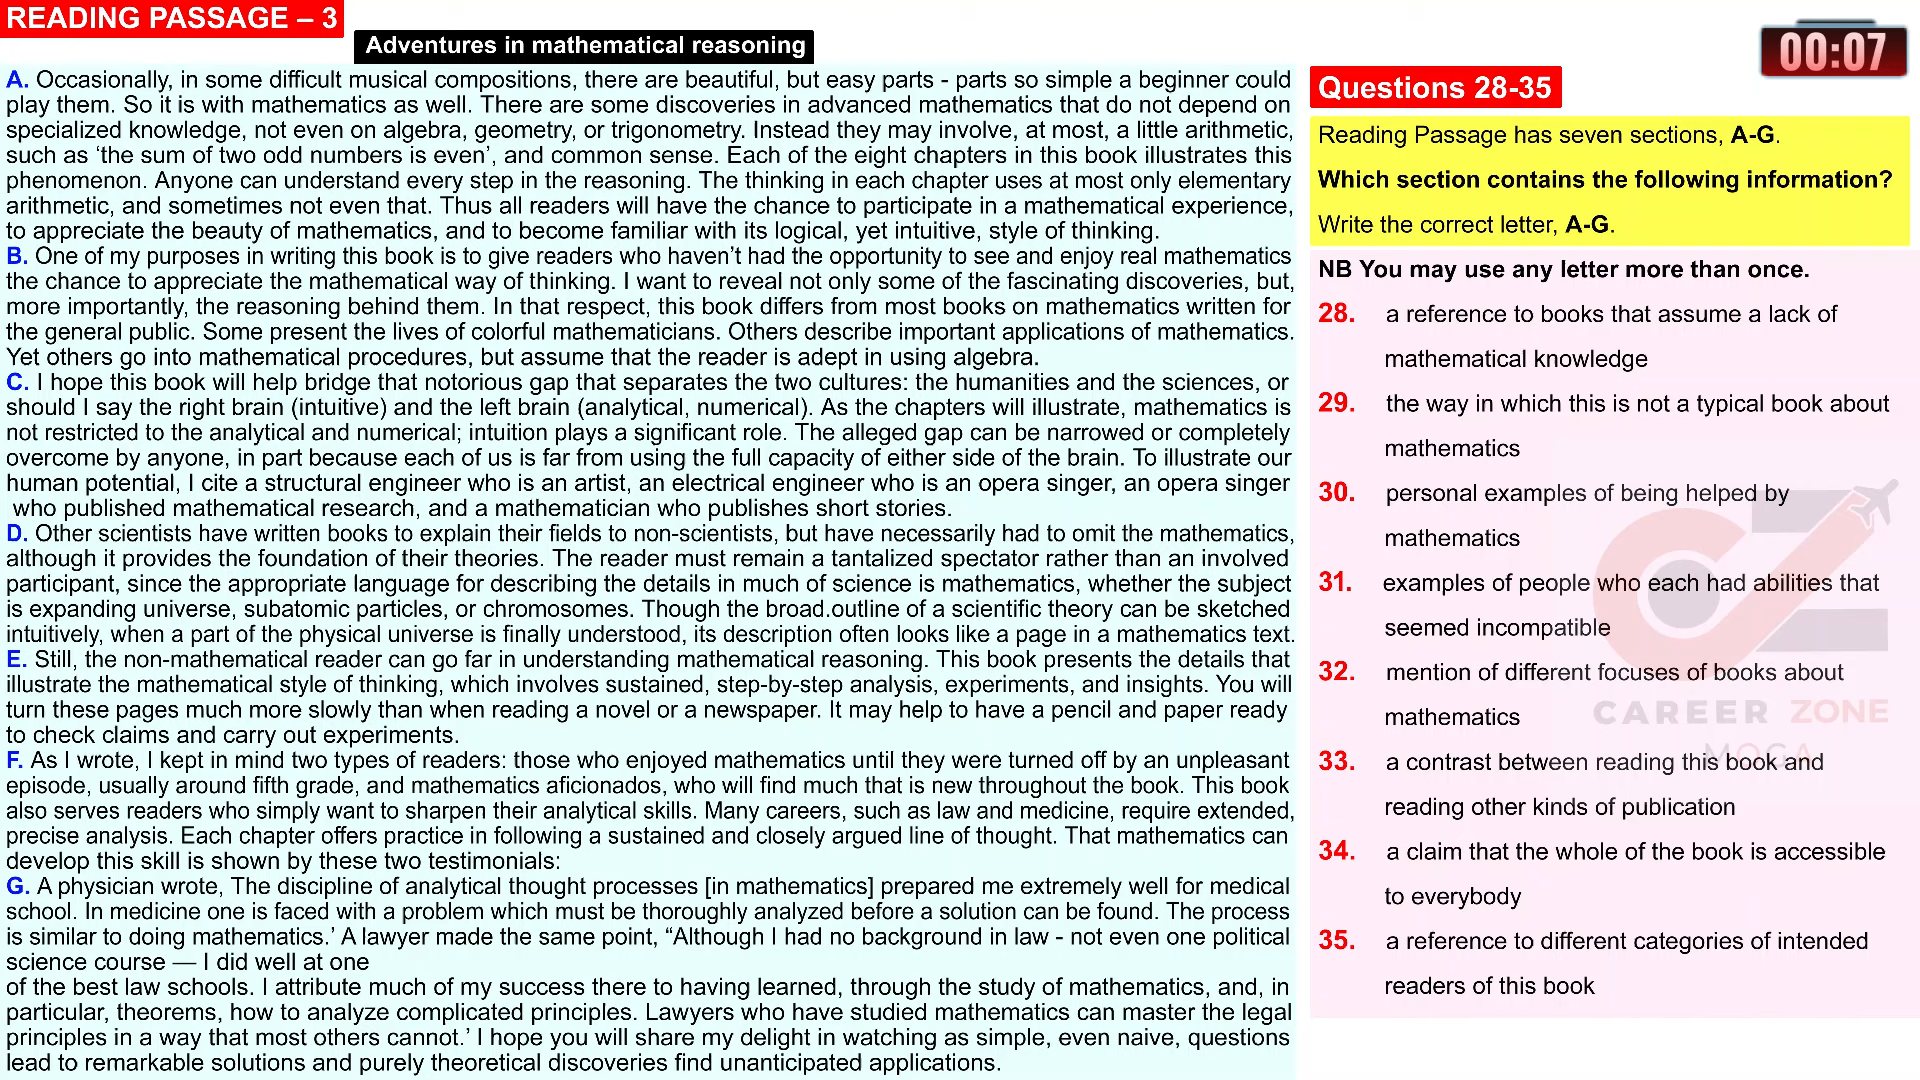 READING PASSAGE – 3
Adventures in mathematical reasoning
A. Occasionally, in some difficult musical compositions, there are beautiful, but easy parts - parts so simple a beginner could
play them. So it is with mathematics as well. There are some discoveries in advanced mathematics that do not depend on
specialized knowledge, not even on algebra, geometry, or trigonometry. Instead they may involve, at most, a little arithmetic,
such as ‘the sum of two odd numbers is even’, and common sense. Each of the eight chapters in this book illustrates this
phenomenon. Anyone can understand every step in the reasoning. The thinking in each chapter uses at most only elementary
arithmetic, and sometimes not even that. Thus all readers will have the chance to participate in a mathematical experience,
to appreciate the beauty of mathematics, and to become familiar with its logical, yet intuitive, style of thinking.
B. One of my purposes in writing this book is to give readers who haven’t had the opportunity to see and enjoy real mathematics
the chance to appreciate the mathematical way of thinking. I want to reveal not only some of the fascinating discoveries, but,
more importantly, the reasoning behind them. In that respect, this book differs from most books on mathematics written for
the general public. Some present the lives of colorful mathematicians. Others describe important applications of mathematics.
Yet others go into mathematical procedures, but assume that the reader is adept in using algebra.
C. I hope this book will help bridge that notorious gap that separates the two cultures: the humanities and the sciences, or
should I say the right brain (intuitive) and the left brain (analytical, numerical). As the chapters will illustrate, mathematics is
not restricted to the analytical and numerical; intuition plays a significant role. The alleged gap can be narrowed or completely
overcome by anyone, in part because each of us is far from using the full capacity of either side of the brain. To illustrate our
human potential, I cite a structural engineer who is an artist, an electrical engineer who is an opera singer, an opera singer
who published mathematical research, and a mathematician who publishes short stories.
D. Other scientists have written books to explain their fields to non-scientists, but have necessarily had to omit the mathematics,
although it provides the foundation of their theories. The reader must remain a tantalized spectator rather than an involved
participant, since the appropriate language for describing the details in much of science is mathematics, whether the subject
is expanding universe, subatomic particles, or chromosomes. Though the broad.outline of a scientific theory can be sketched
intuitively, when a part of the physical universe is finally understood, its description often looks like a page in a mathematics text.
E. Still, the non-mathematical reader can go far in understanding mathematical reasoning. This book presents the details that
illustrate the mathematical style of thinking, which involves sustained, step-by-step analysis, experiments, and insights. You will
turn these pages much more slowly than when reading a novel or a newspaper. It may help to have a pencil and paper ready
to check claims and carry out experiments.
F. As I wrote, I kept in mind two types of readers: those who enjoyed mathematics until they were turned off by an unpleasant
episode, usually around fifth grade, and mathematics aficionados, who will find much that is new throughout the book. This book
also serves readers who simply want to sharpen their analytical skills. Many careers, such as law and medicine, require extended,
precise analysis. Each chapter offers practice in following a sustained and closely argued line of thought. That mathematics can
develop this skill is shown by these two testimonials:
G. A physician wrote, The discipline of analytical thought processes [in mathematics] prepared me extremely well for medical
school. In medicine one is faced with a problem which must be thoroughly analyzed before a solution can be found. The process
is similar to doing mathematics.’ A lawyer made the same point, “Although I had no background in law - not even one political
science course — I did well at one
of the best law schools. I attribute much of my success there to having learned, through the study of mathematics, and, in
particular, theorems, how to analyze complicated principles. Lawyers who have studied mathematics can master the legal
principles in a way that most others cannot.’ I hope you will share my delight in watching as simple, even naive, questions
lead to remarkable solutions and purely theoretical discoveries find unanticipated applications.
00:07
Questions 28-35
Reading Passage has seven sections, A-G.
Which section contains the following information?
Write the correct letter, A-G.
NB You may use any letter more than once.
28. a reference to books that assume a lack of
mathematical knowledge
29. the way in which this is not a typical book about
mathematics
30. personal examples of being helped by
mathematics
31. examples of people who each had abilities that
seemed incompatible
32. mention of different focuses of books about
mathematics
33. a contrast between reading this book and
reading other kinds of publication
34. a claim that the whole of the book is accessible
to everybody
35. a reference to different categories of intended
readers of this book
CAREER ZONE
MOGA